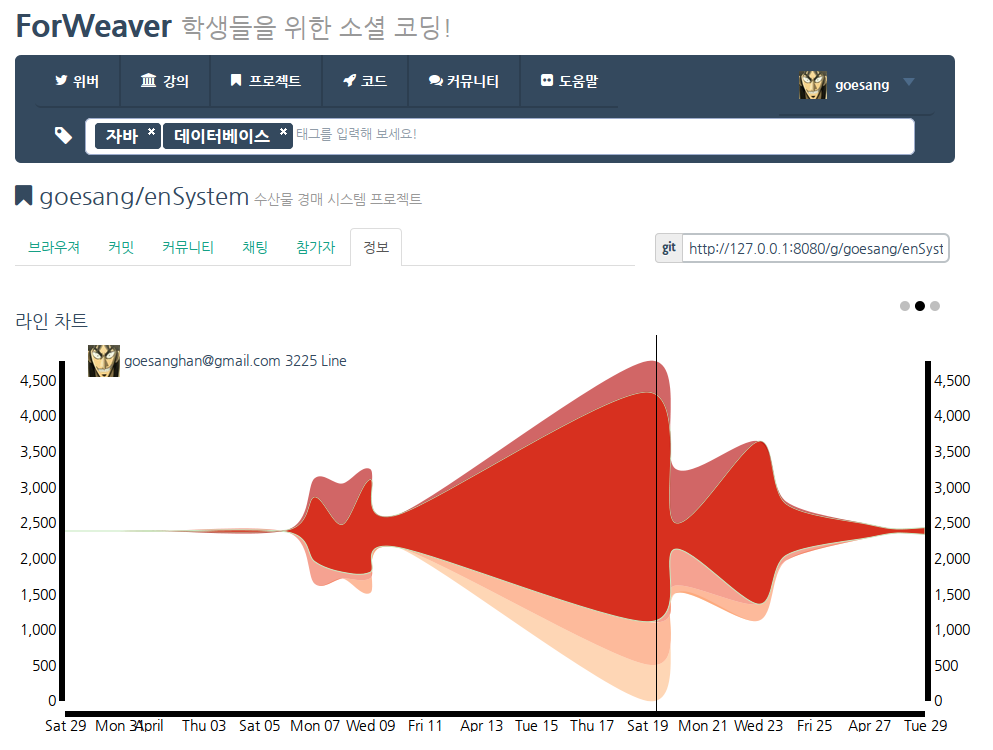 ForWeaver 학생들을 위한 소셜 코딩!
위버 강의 프로젝트 코드 커뮤니티 도움말 goesang
자바 × 데이터베이스 × 태그를 입력해 보세요!
goesang/enSystem 수산물 경매 시스템 프로젝트
브라우져 커밋 커뮤니티 채팅 참가자 정보 git http://127.0.0.1:8080/g/goesang/enSyst
라인 차트
goesanghan@gmail.com 3225 Line
4,500 4,500
4,000 4,000
3,500 3,500
3,000 3,000
2,500 2,500
2,000 2,000
1,500 1,500
1,000 1,000
500 500
0 0
Sat 29 Mon 31 April Thu 03 Sat 05 Mon 07 Wed 09 Fri 11 Apr 13 Tue 15 Thu 17 Sat 19 Mon 21 Wed 23 Fri 25 Apr 27 Tue 29